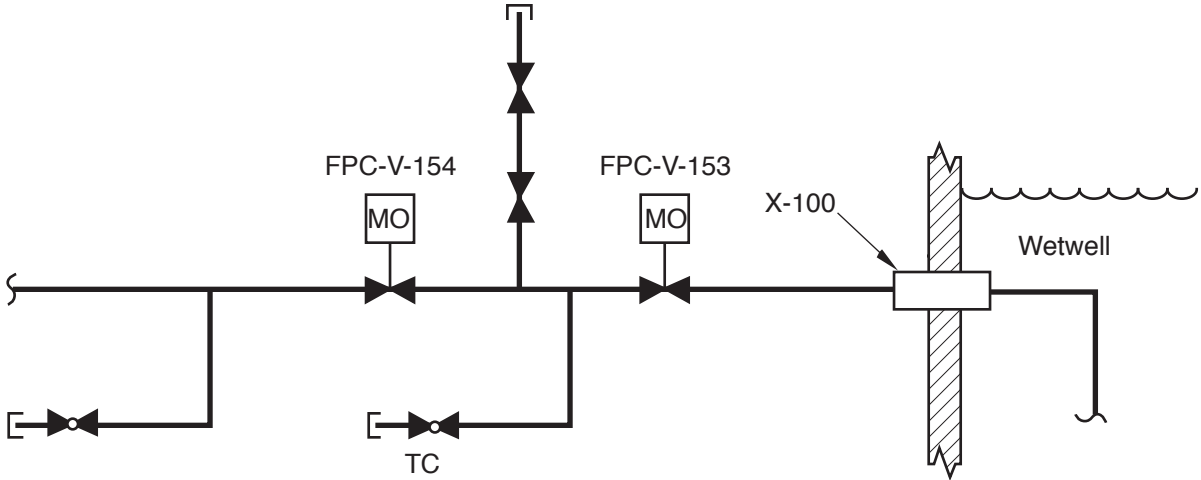 FPC-V-154
FPC-V-153
MO
MO
X-100
Wetwell
TC